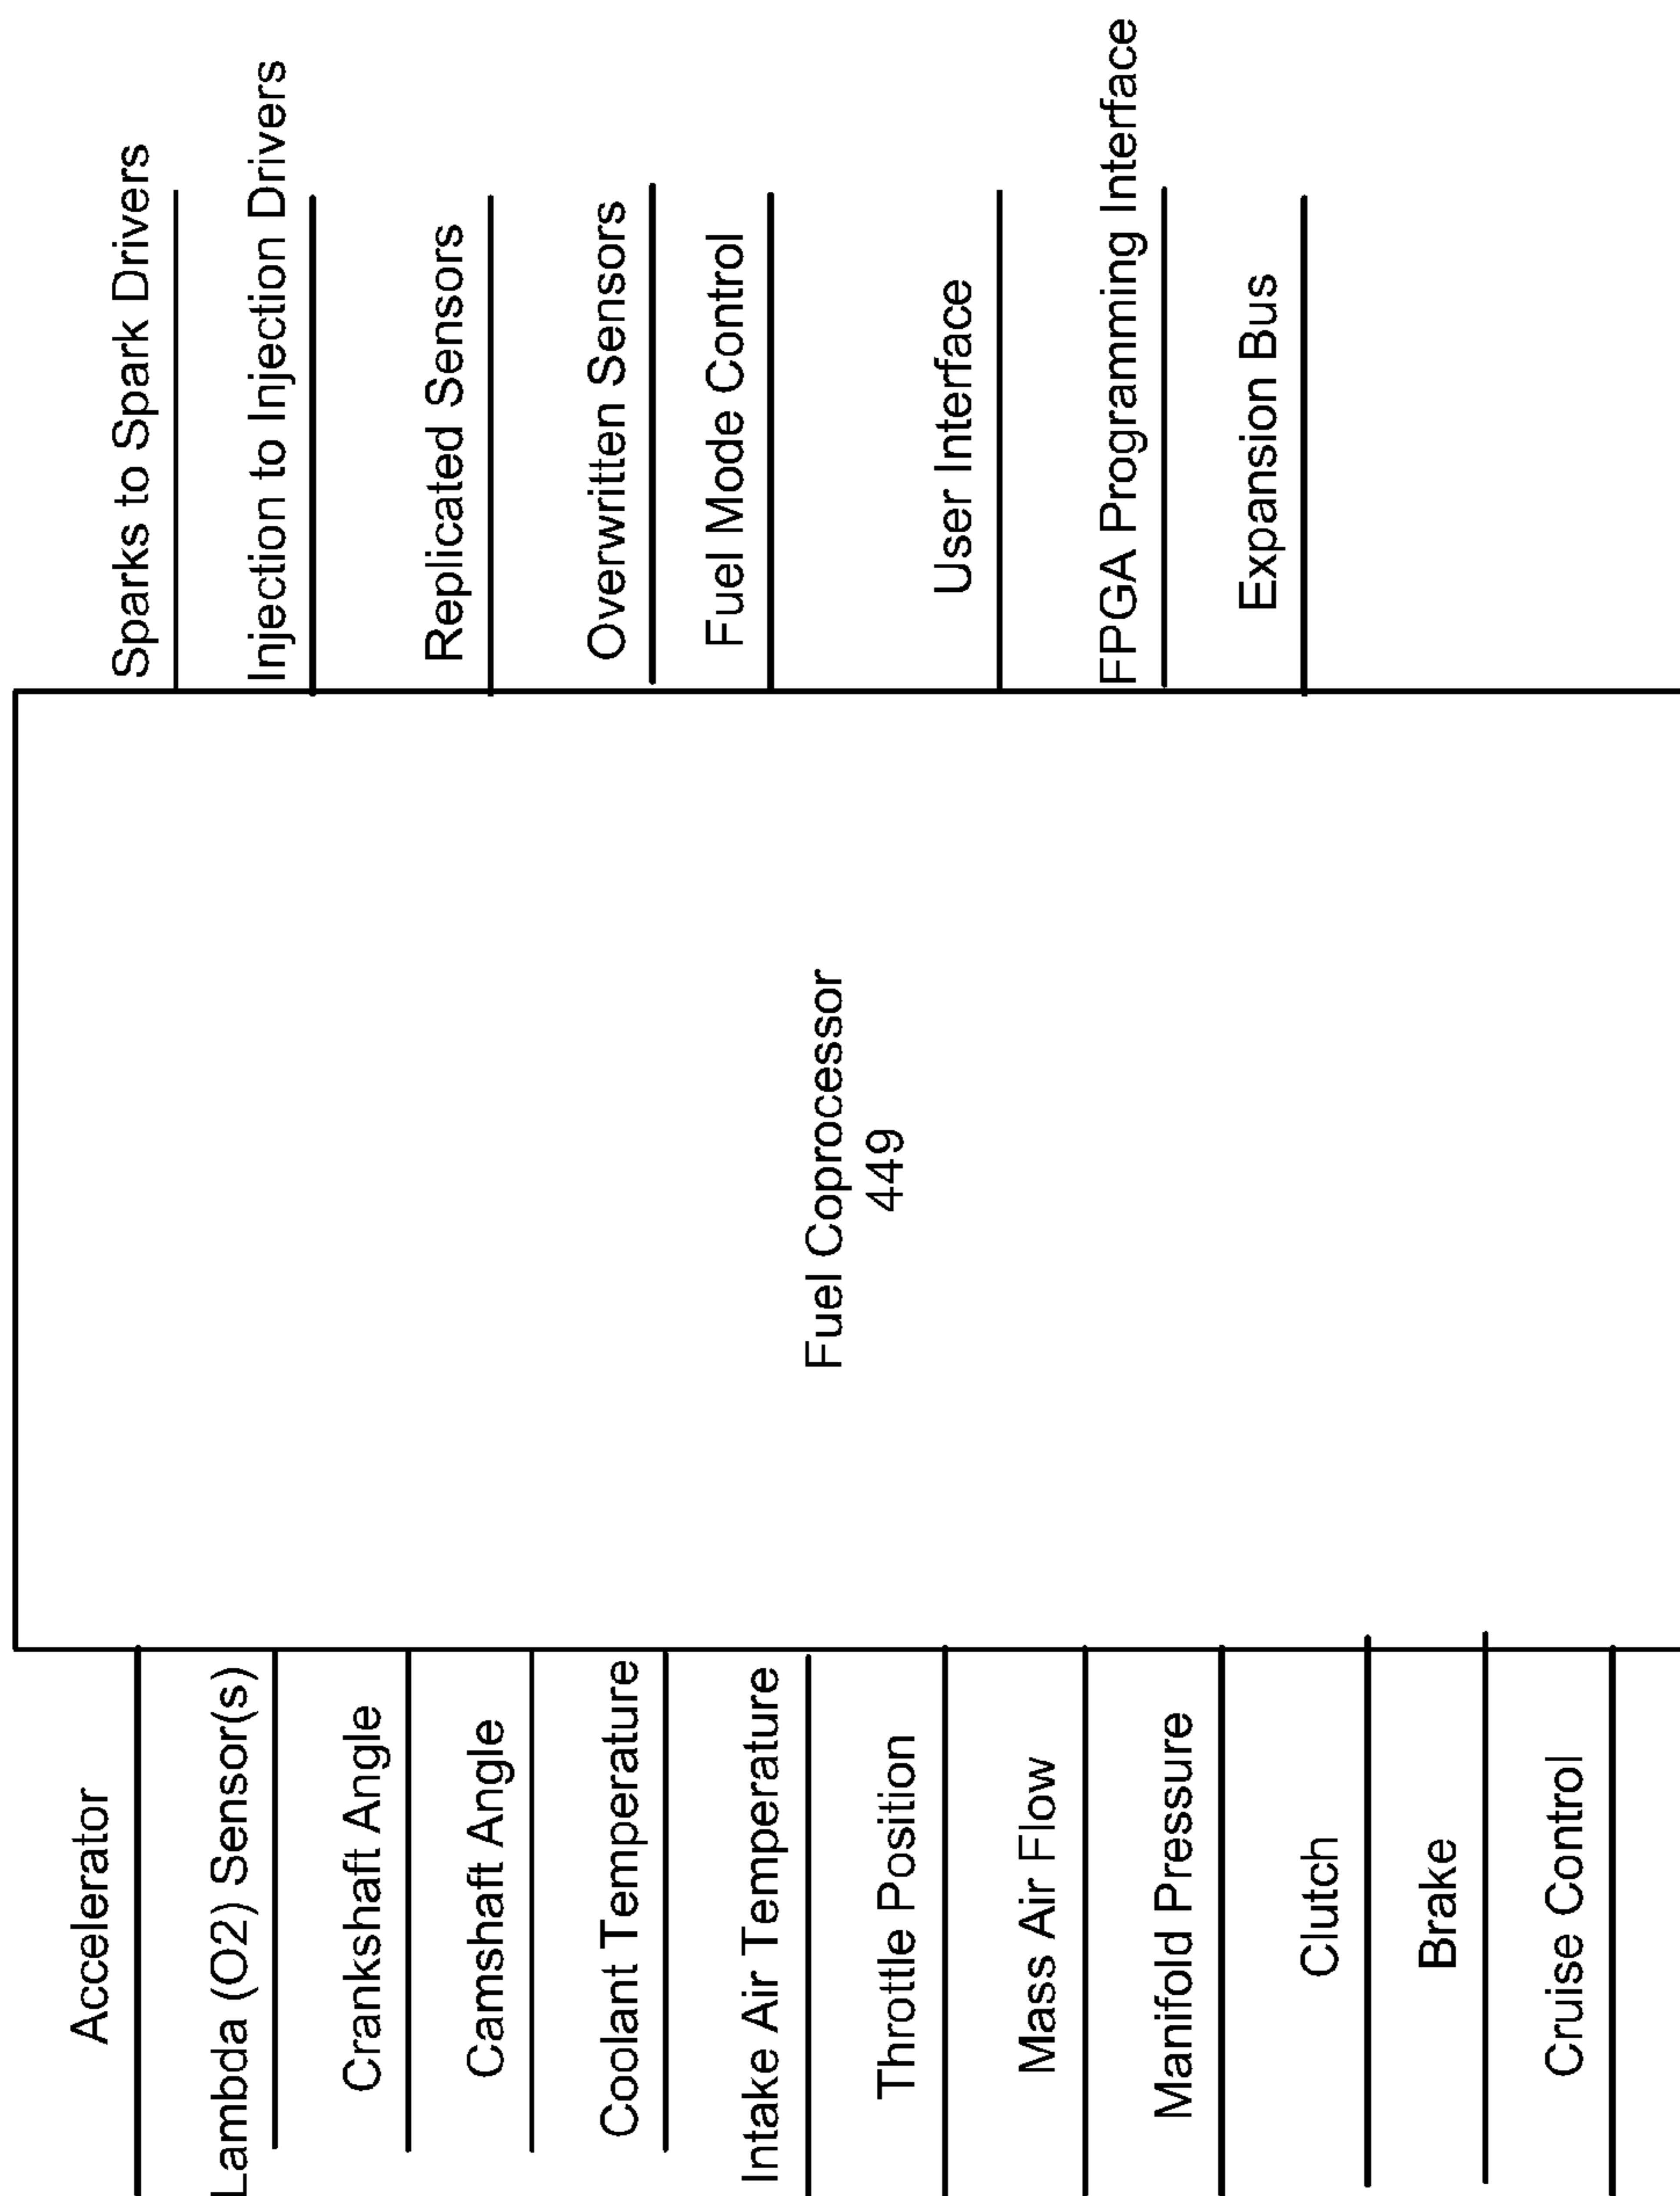 Accelerator
Lambda (O2) Sensor(s)
Crankshaft Angle
Camshaft Angle
Coolant Temperature
Intake Air Temperature
Throttle Position
Mass Air Flow
Manifold Pressure
Clutch
Brake
Cruise Control
Fuel Coprocessor
449
Sparks to Spark Drivers
Injection to Injection Drivers
Replicated Sensors
Overwritten Sensors
Fuel Mode Control
User Interface
FPGA Programming Interface
Expansion Bus